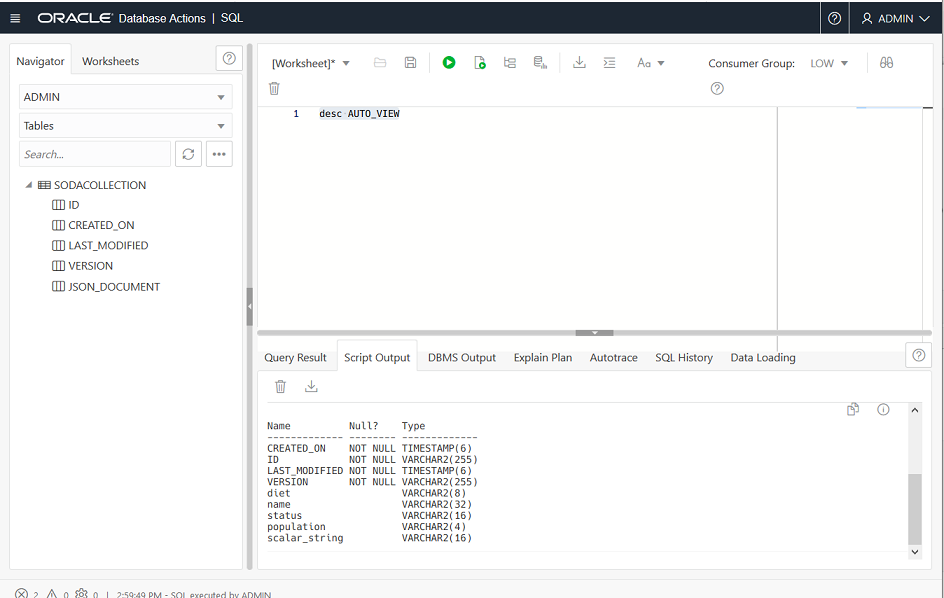 ORACLE Database Actions | SQL
ADMIN
Navigator Worksheets
ADMIN
Tables
Search...
SODACOLLECTION
ID
CREATED_ON
LAST_MODIFIED
VERSION
JSON_DOCUMENT
[Worksheet]* Aa Consumer Group: LOW
1 desc AUTO_VIEW
Query Result Script Output DBMS Output Explain Plan Autotrace SQL History Data Loading
Name Null? Type
------------- -------- -------------
CREATED_ON NOT NULL TIMESTAMP(6)
ID NOT NULL VARCHAR2(255)
LAST_MODIFIED NOT NULL TIMESTAMP(6)
VERSION NOT NULL VARCHAR2(255)
diet VARCHAR2(8)
name VARCHAR2(32)
status VARCHAR2(16)
population VARCHAR2(4)
scalar_string VARCHAR2(16)
2 0 0 | 2:59:49 PM - SQL executed by ADMIN